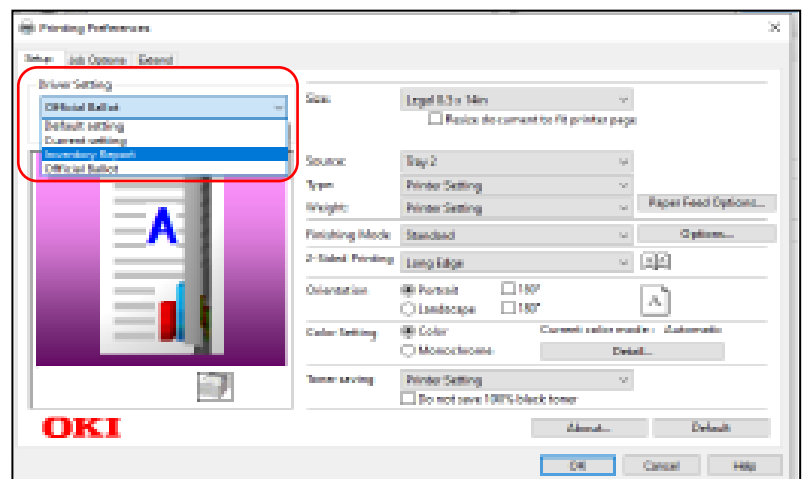 Printing Preferences
Setup Job Options Extend
Driver Setting
Official Ballot
Default setting
Current setting
Inventory Report
Official Ballot
Size: Legal 8.5 x 14in
Resize document to fit printer page
Source: Tray 2
Type: Printer Setting
Weight: Printer Setting Paper Feed Options...
Finishing Mode Standard Options...
2-Sided Printing Long Edge
Orientation Portrait 180°
Landscape 180°
A
A
Color Setting Color Current color mode : Automatic
Monochrome Detail...
Toner saving Printer Setting
Do not save 100% black toner
OKI
About... Default
OK Cancel Help